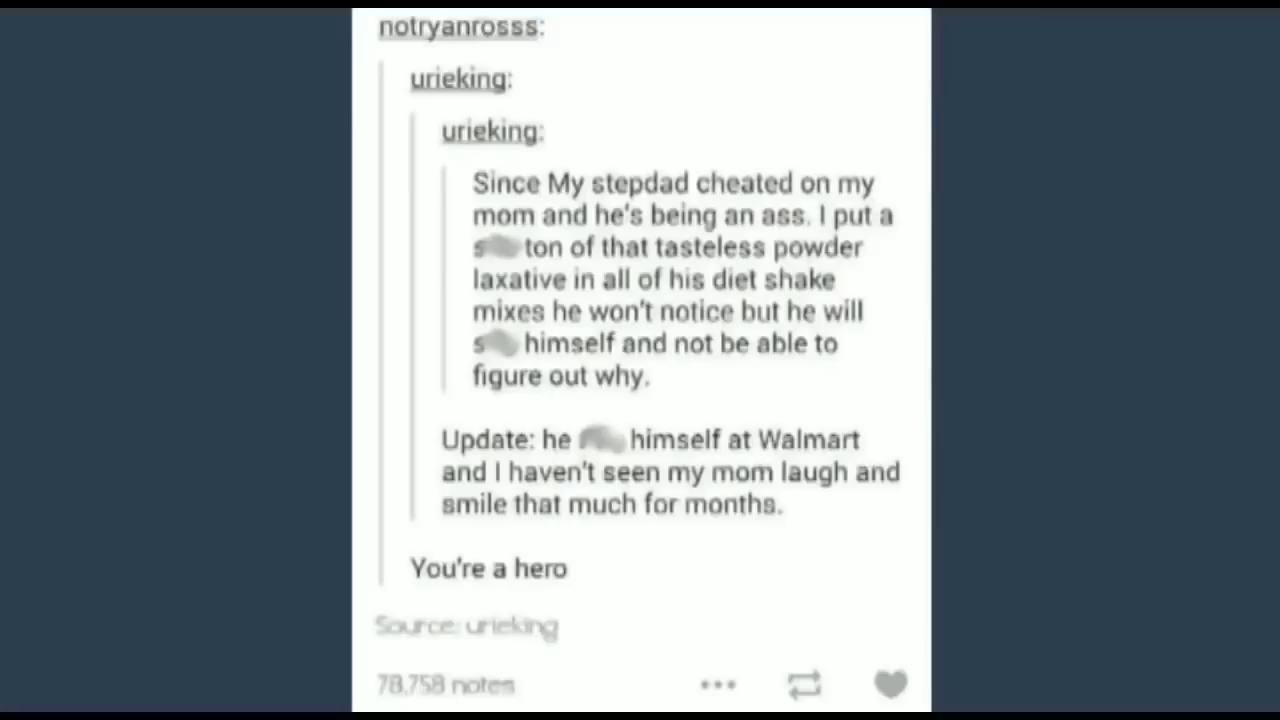 notryanrosss:
urieking:
urieking:
Since My stepdad cheated on my
mom and he's being an ass. I put a
s ton of that tasteless powder
laxative in all of his diet shake
mixes he won't notice but he will
s himself and not be able to
figure out why.
Update: he himself at Walmart
and I haven't seen my mom laugh and
smile that much for months.
You're a hero
Source: urieking
78,758 notes